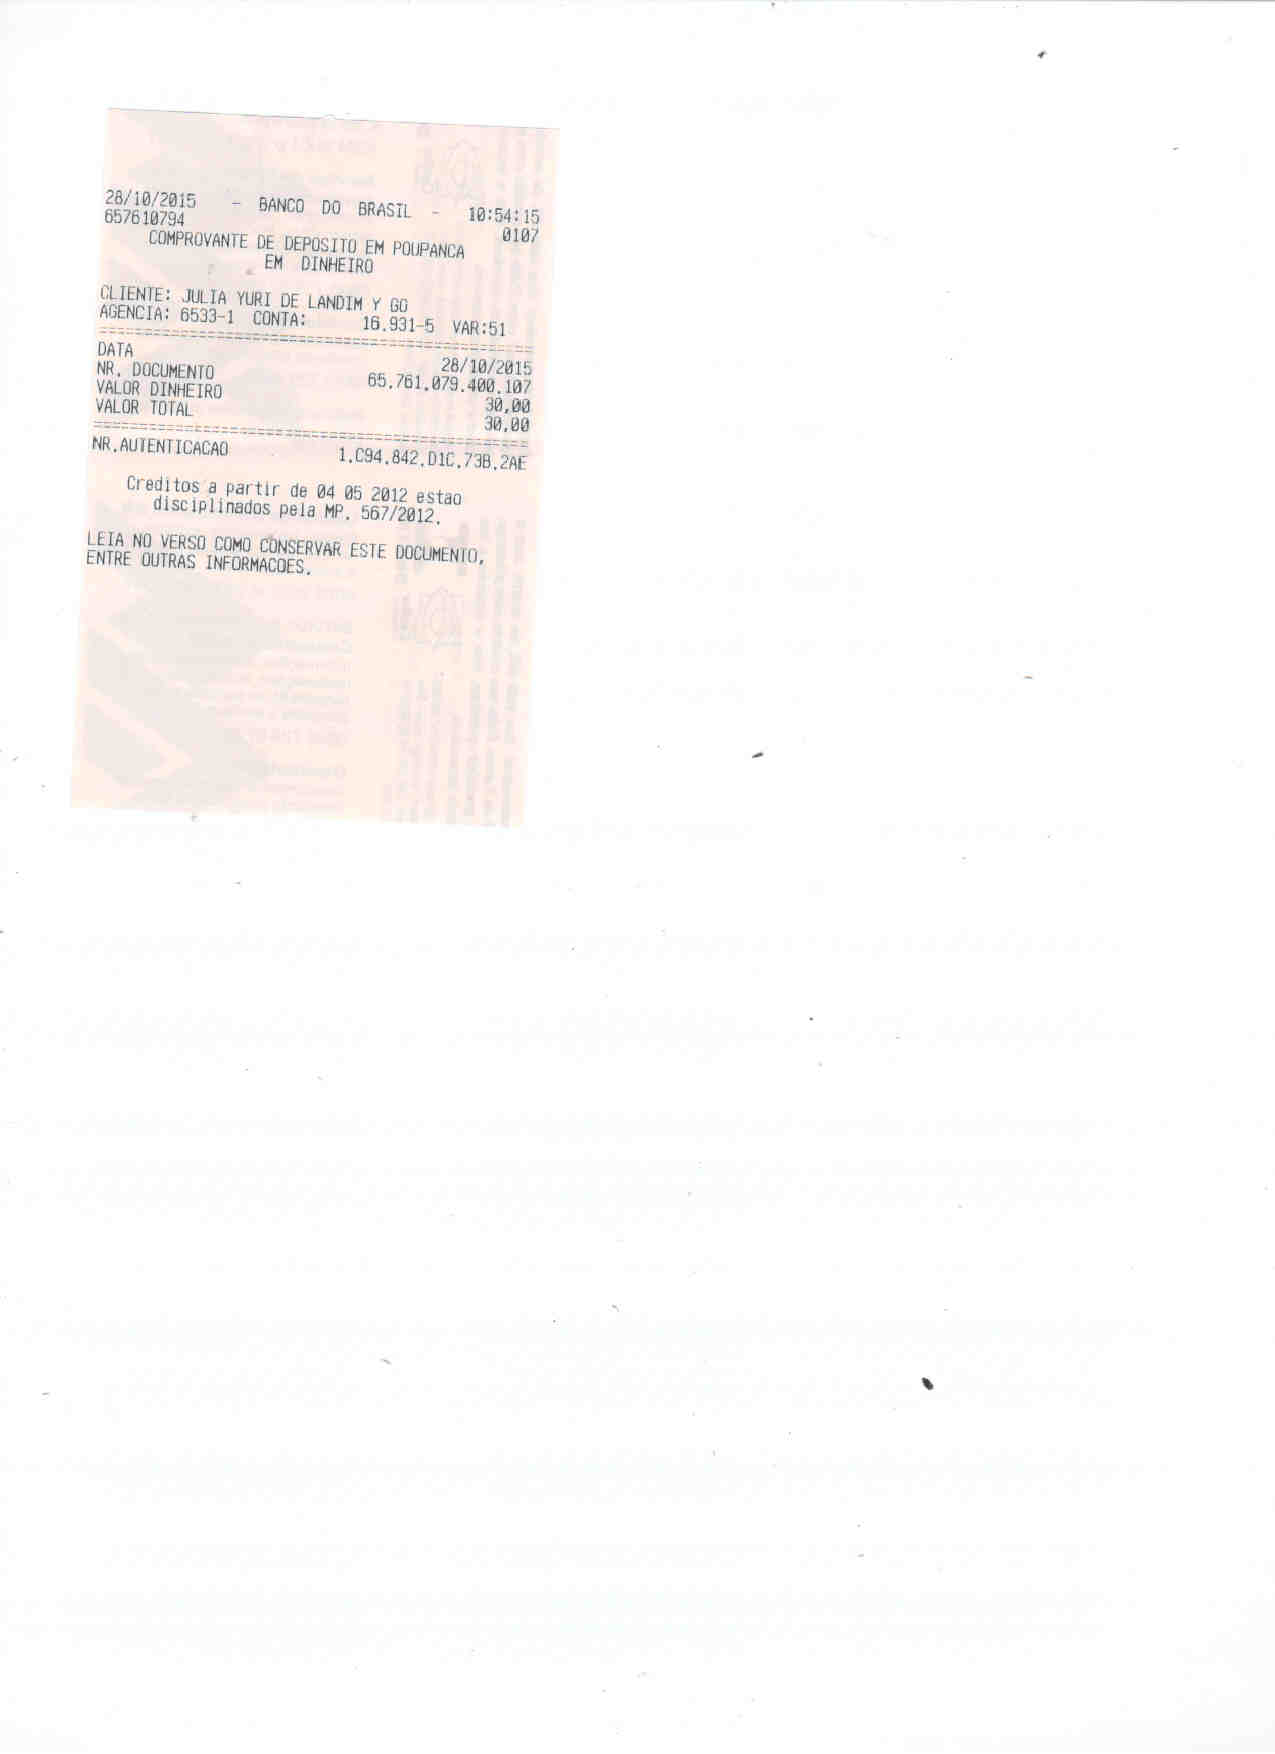 28/10/2015 - BANCO DO BRASIL - 10:54:15
657610794 0107
COMPROVANTE DE DEPOSITO EM POUPANCA
EM DINHEIRO
CLIENTE: JULIA YURI DE LANDIM Y GO
AGENCIA: 6533-1 CONTA: 16.931-5 VAR:51
================================================
DATA 28/10/2015
NR. DOCUMENTO 65.761.079.400.107
VALOR DINHEIRO 30,00
VALOR TOTAL 30,00
================================================
NR.AUTENTICACAO 1.C94.842.D1C.73B.2AE
Creditos a partir de 04 05 2012 estao
disciplinados pela MP. 567/2012.
LEIA NO VERSO COMO CONSERVAR ESTE DOCUMENTO,
ENTRE OUTRAS INFORMACOES.